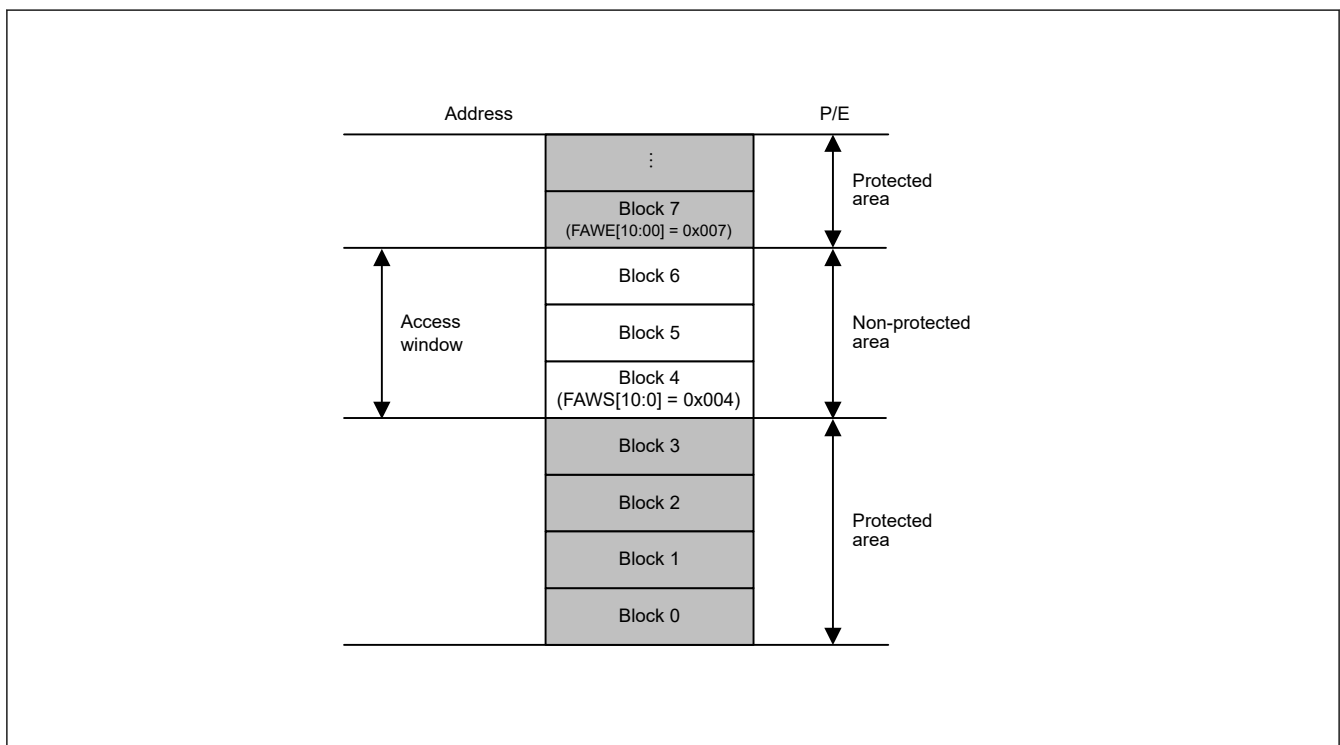 Address
P/E
⋮
Protected
area
Block 7
(FAWE[10:00] = 0x007)
Block 6
Access
window
Block 5
Non-protected
area
Block 4
(FAWS[10:0] = 0x004)
Block 3
Block 2
Protected
area
Block 1
Block 0